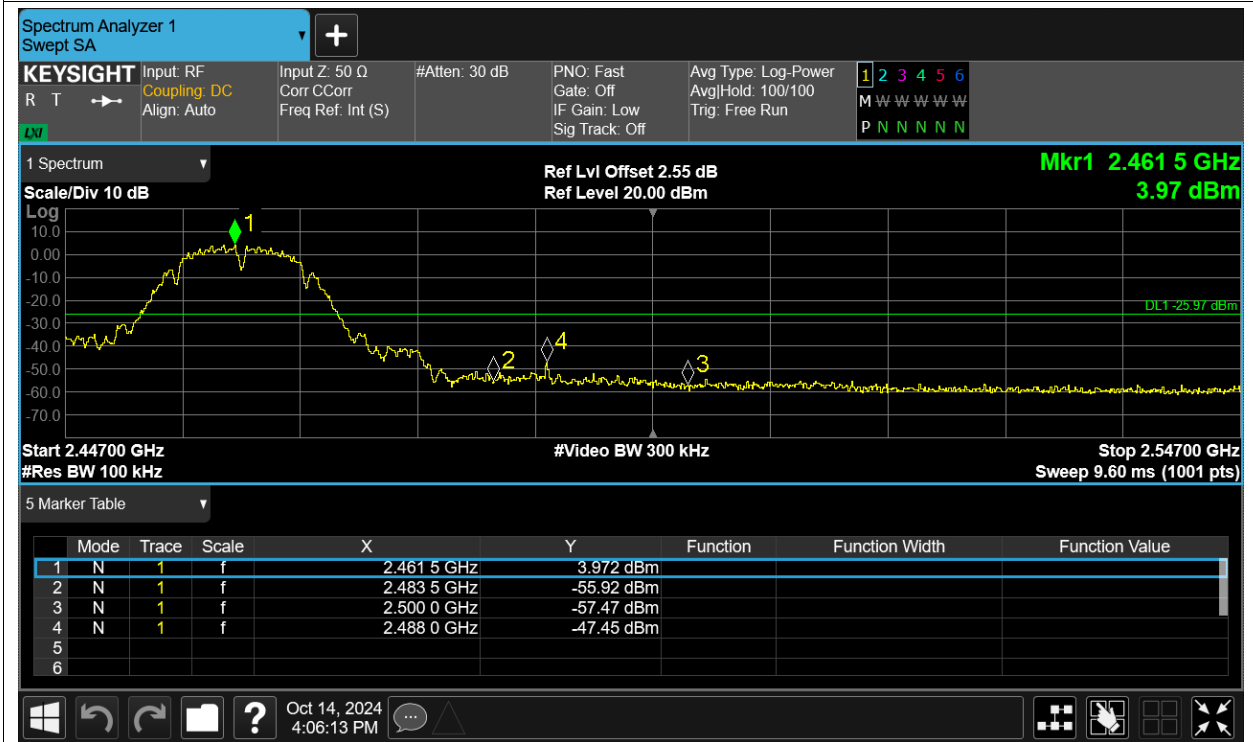 Spectrum Analyzer 1
Swept SA
+
KEYSIGHT Input: RF Input Z: 50 Ω #Atten: 30 dB PNO: Fast Avg Type: Log-Power 1 2 3 4 5 6
R T Coupling: DC Corr CCorr Gate: Off Avg|Hold: 100/100 M W W W W W
Align: Auto Freq Ref: Int (S) IF Gain: Low Trig: Free Run
LXI Sig Track: Off P N N N N N
1 Spectrum Ref Lvl Offset 2.55 dB Mkr1 2.461 5 GHz
Scale/Div 10 dB Ref Level 20.00 dBm 3.97 dBm
Log
1
10.0
0.00
-10.0
-20.0
DL1 -25.97 dBm
-30.0
-40.0
4
2
3
-50.0
-60.0
-70.0
Start 2.44700 GHz #Video BW 300 kHz Stop 2.54700 GHz
#Res BW 100 kHz Sweep 9.60 ms (1001 pts)
5 Marker Table
Mode Trace Scale X Y Function Function Width Function Value
1 N 1 f 2.461 5 GHz 3.972 dBm
2 N 1 f 2.483 5 GHz -55.92 dBm
3 N 1 f 2.500 0 GHz -57.47 dBm
4 N 1 f 2.488 0 GHz -47.45 dBm
5
6
? Oct 14, 2024
4:06:13 PM